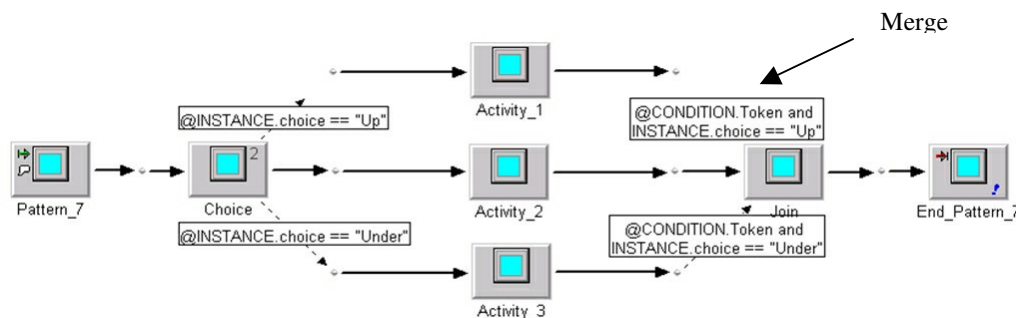 Merge
Activity_1
@INSTANCE.choice == "Up"
@CONDITION.Token and
INSTANCE.choice == "Up"
2
Pattern_7
Choice
Activity_2
Join
End_Pattern_7
@INSTANCE.choice == "Under"
@CONDITION.Token and
INSTANCE.choice == "Under"
Activity_3